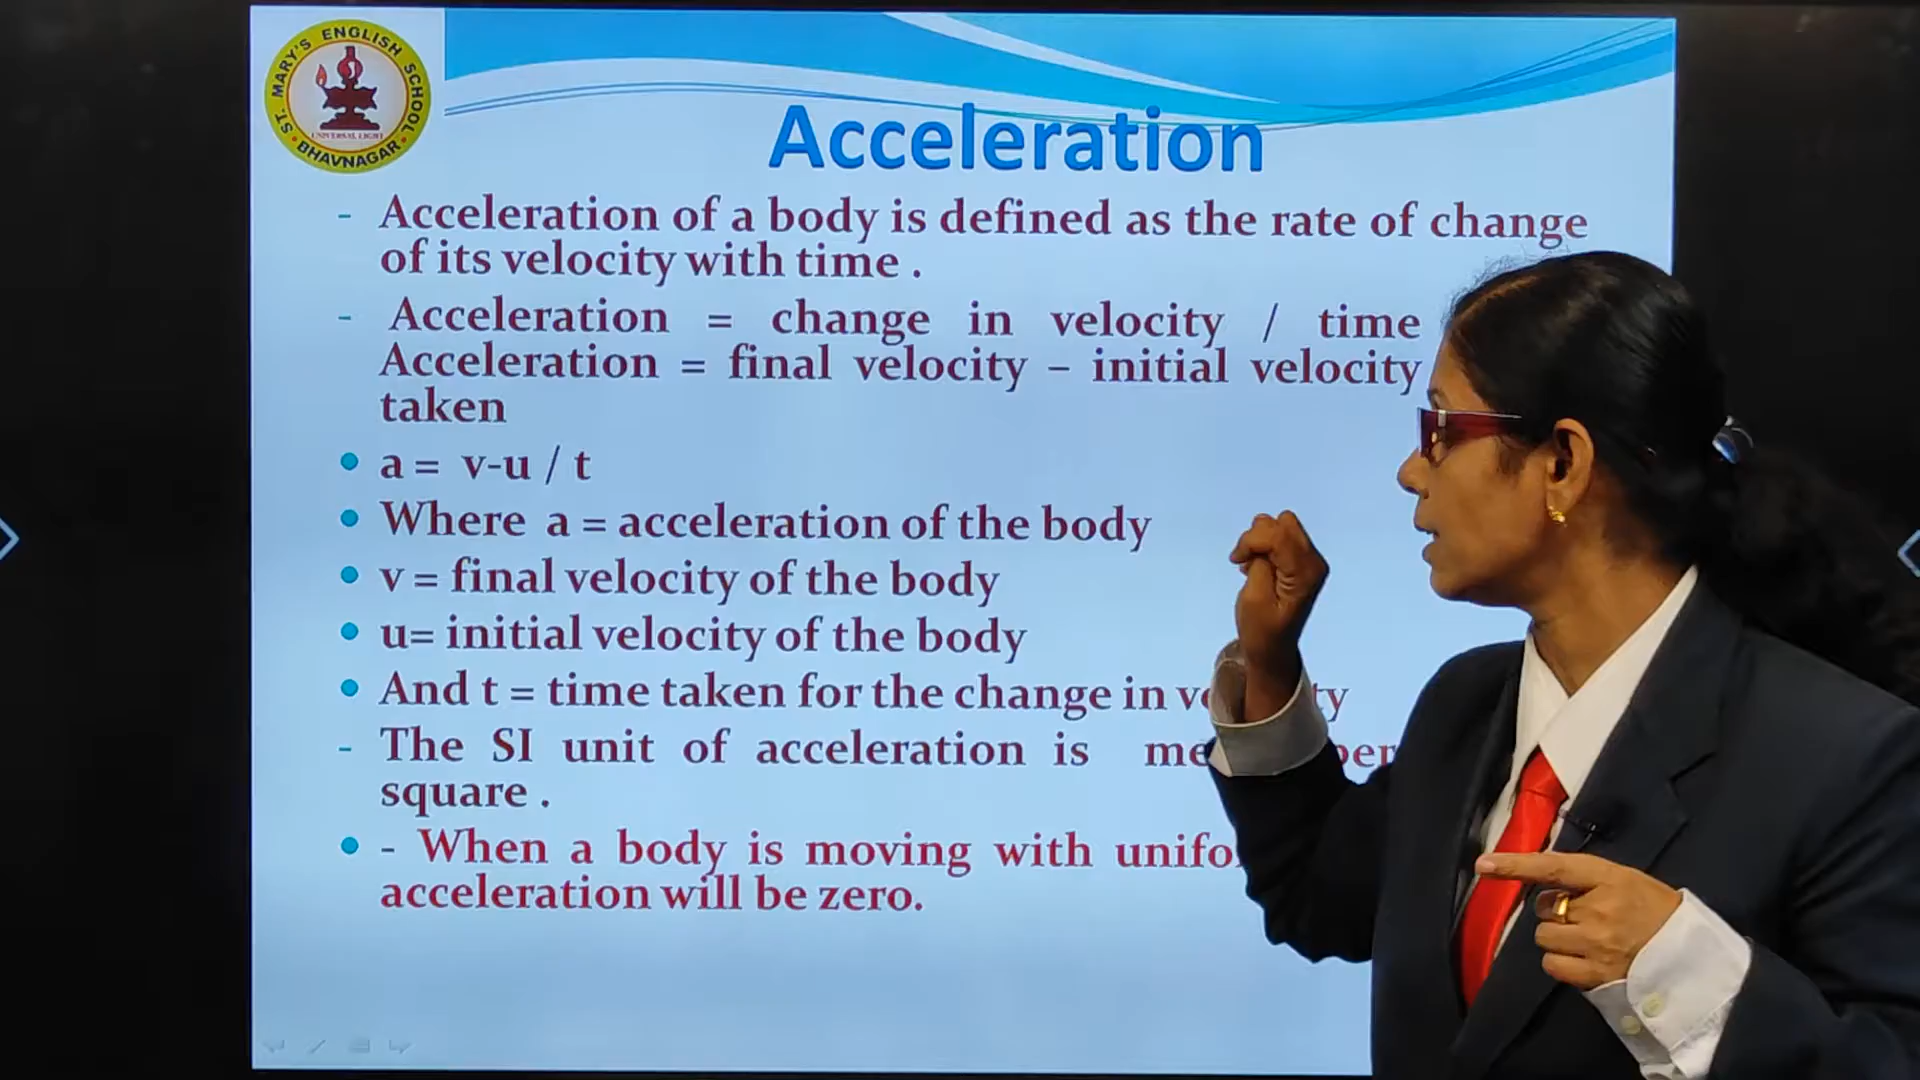 ST. MARY'S ENGLISH SCHOOL
UNIVERSAL LIGHT
BHAVNAGAR
Acceleration
- Acceleration of a body is defined as the rate of change
of its velocity with time .
- Acceleration = change in velocity / time
Acceleration = final velocity – initial velocity
taken
• a = v-u / t
• Where a = acceleration of the body
• v = final velocity of the body
• u= initial velocity of the body
• And t = time taken for the change in
- The SI unit of acceleration is
square .
• - When a body is moving with
acceleration will be zero.